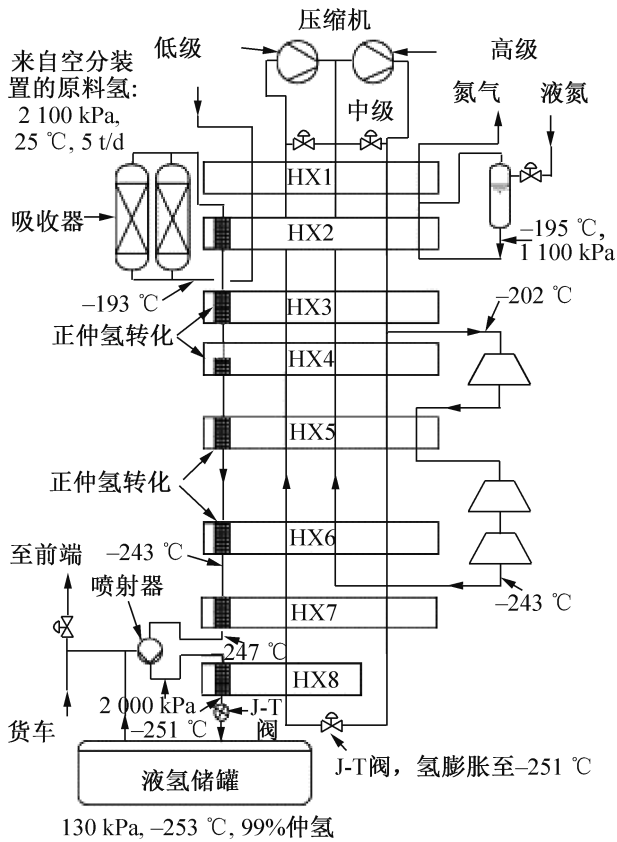 压缩机
低级
高级
来自空分装
置的原料氢:
2 100 kPa,
25 ℃, 5 t/d
中级
氮气
液氮
HX1
吸收器
HX2
–195 ℃,
1 100 kPa
–193 ℃
–202 ℃
HX3
正仲氢转化
HX4
HX5
正仲氢转化
HX6
至前端
–243 ℃
喷射器
–243 ℃
HX7
247 ℃
HX8
2 000 kPa
J-T
阀
货车
–251 ℃
J-T阀，氢膨胀至–251 ℃
液氢储罐
130 kPa, –253 ℃, 99%仲氢